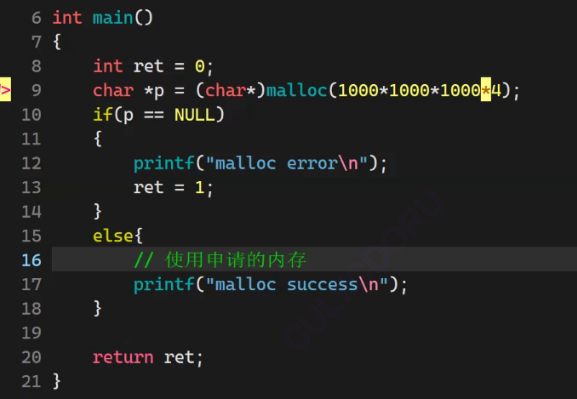 6 int main()
7 {
8     int ret = 0;
> 9     char *p = (char*)malloc(1000*1000*1000*4);
10     if(p == NULL)
11     {
12         printf("malloc error\n");
13         ret = 1;
14     }
15     else{
16         // 使用申请的内存
17         printf("malloc success\n");
18     }
19
20     return ret;
21 }